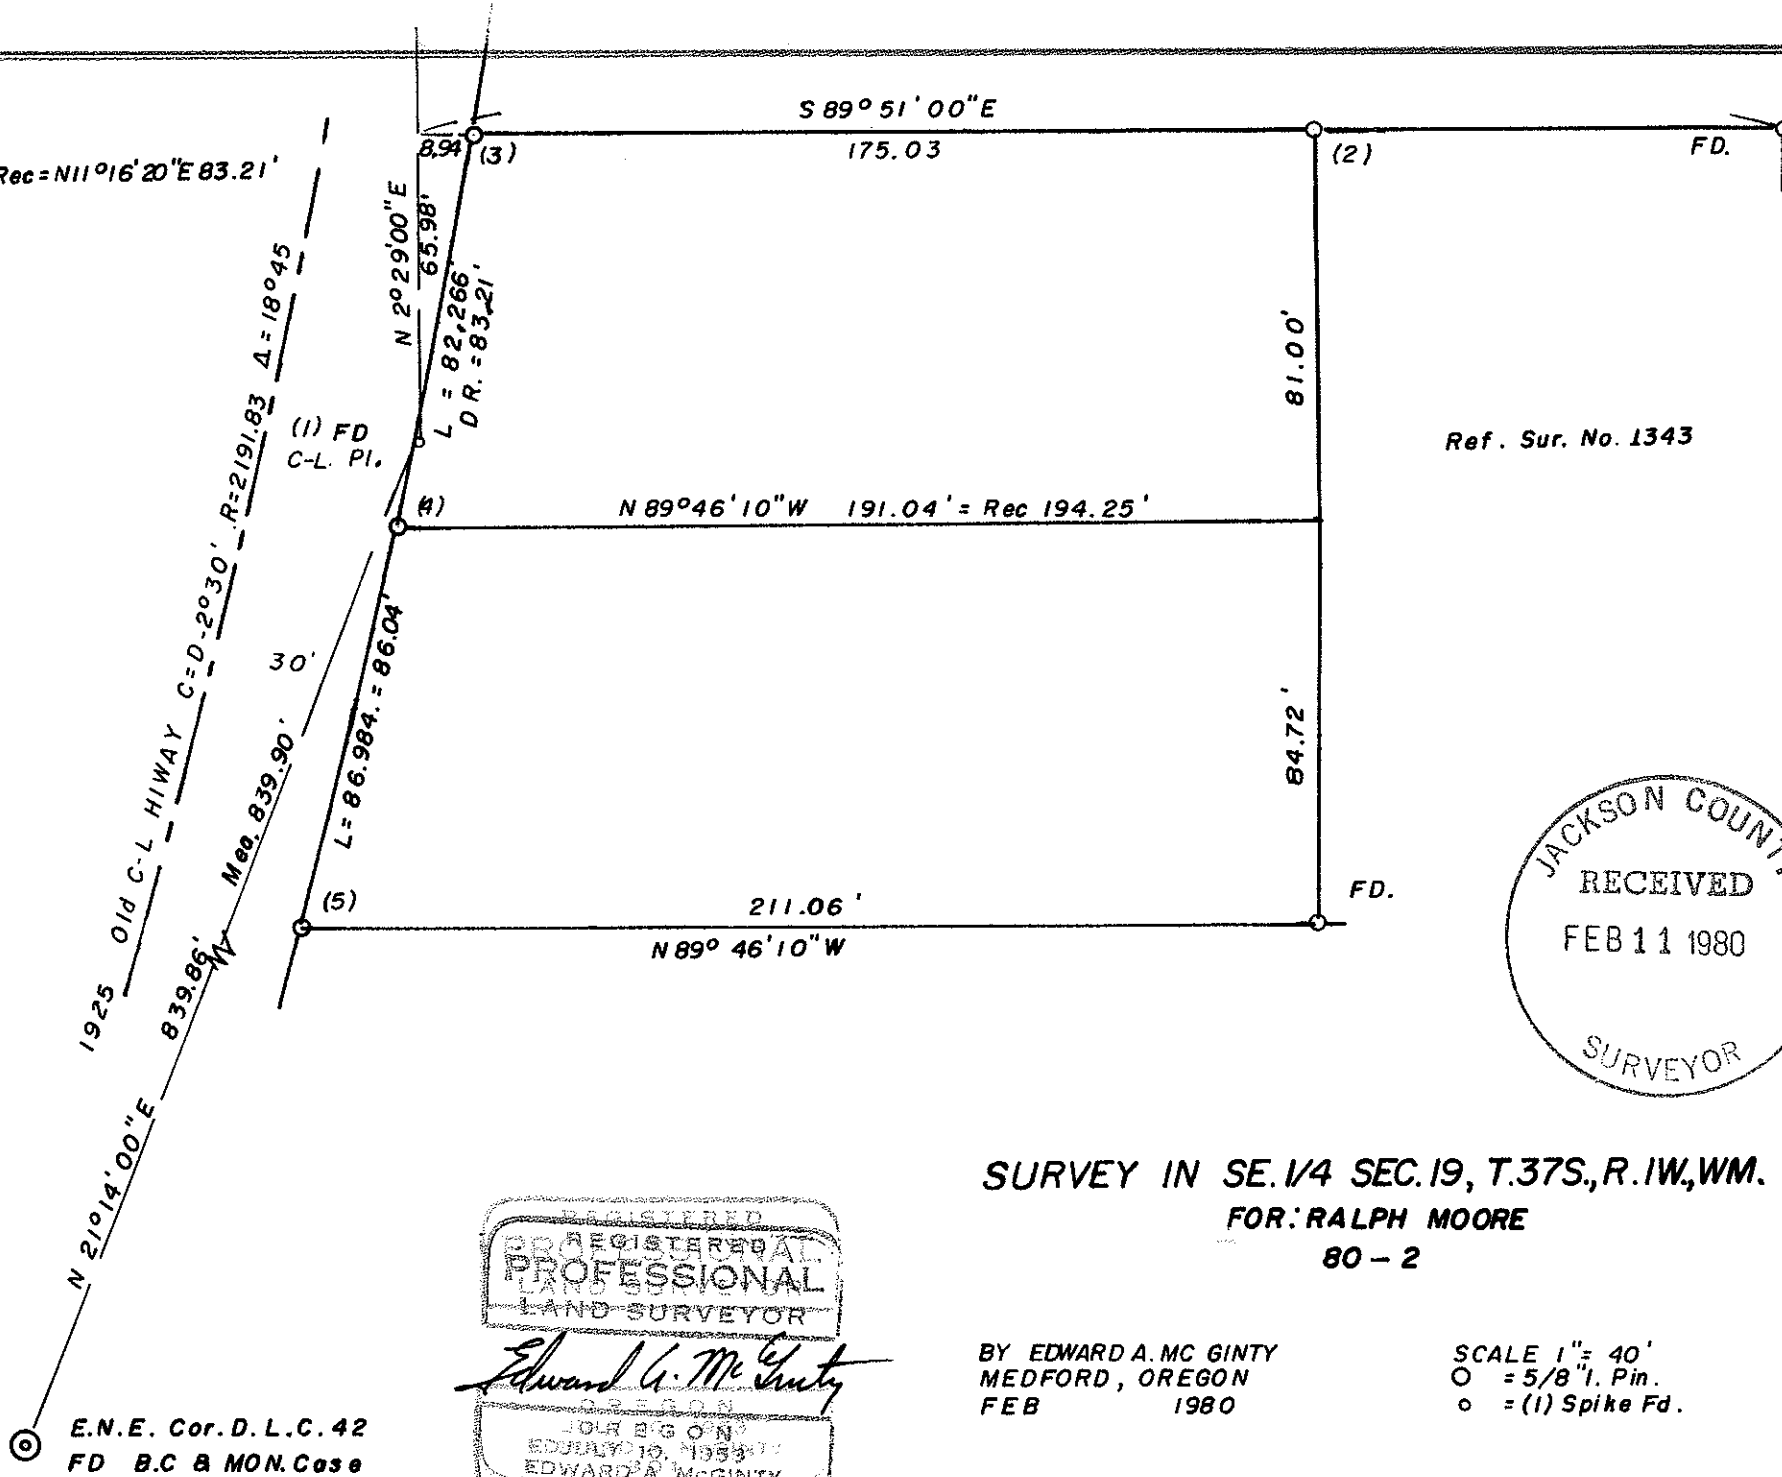 S 89° 51' 00" E
8.94 (3)
175.03
(2)
FD.
Rec = N11°16'20"E 83.21'
N 2° 29' 00" E
65.98'
L = 82.266'
D R. = 83.21'
81.00'
(1) FD
C-L. PI.
Ref. Sur. No. 1343
(4)
N 89° 46' 10" W 191.04' = Rec 194.25'
1925 Old C-L HIWAY C=D-2°30' R=2191.83 Δ=18°45
30'
L= 86.984. = 86.04'
84.72'
Mea. 839.90'
839.86'
N 21° 14' 00" E
(5)
211.06'
N 89° 46' 10" W
FD.
JACKSON COUNT
RECEIVED
FEB 11 1980
SURVEYOR
SURVEY IN SE. 1/4 SEC. 19, T.37S., R.1W., WM.
FOR: RALPH MOORE
80 - 2
REGISTERED
REGISTERED
PROFESSIONAL
LAND SURVEYOR
Edward A. McGinty
OREGON
OREGON
JULY 10, 1959
EDWARD A. McGINTY
BY EDWARD A. MC GINTY
MEDFORD, OREGON
FEB 1980
SCALE 1" = 40'
= 5/8" I. Pin.
= (1) Spike Fd.
E.N.E. Cor. D. L. C. 42
FD B.C & MON. Case